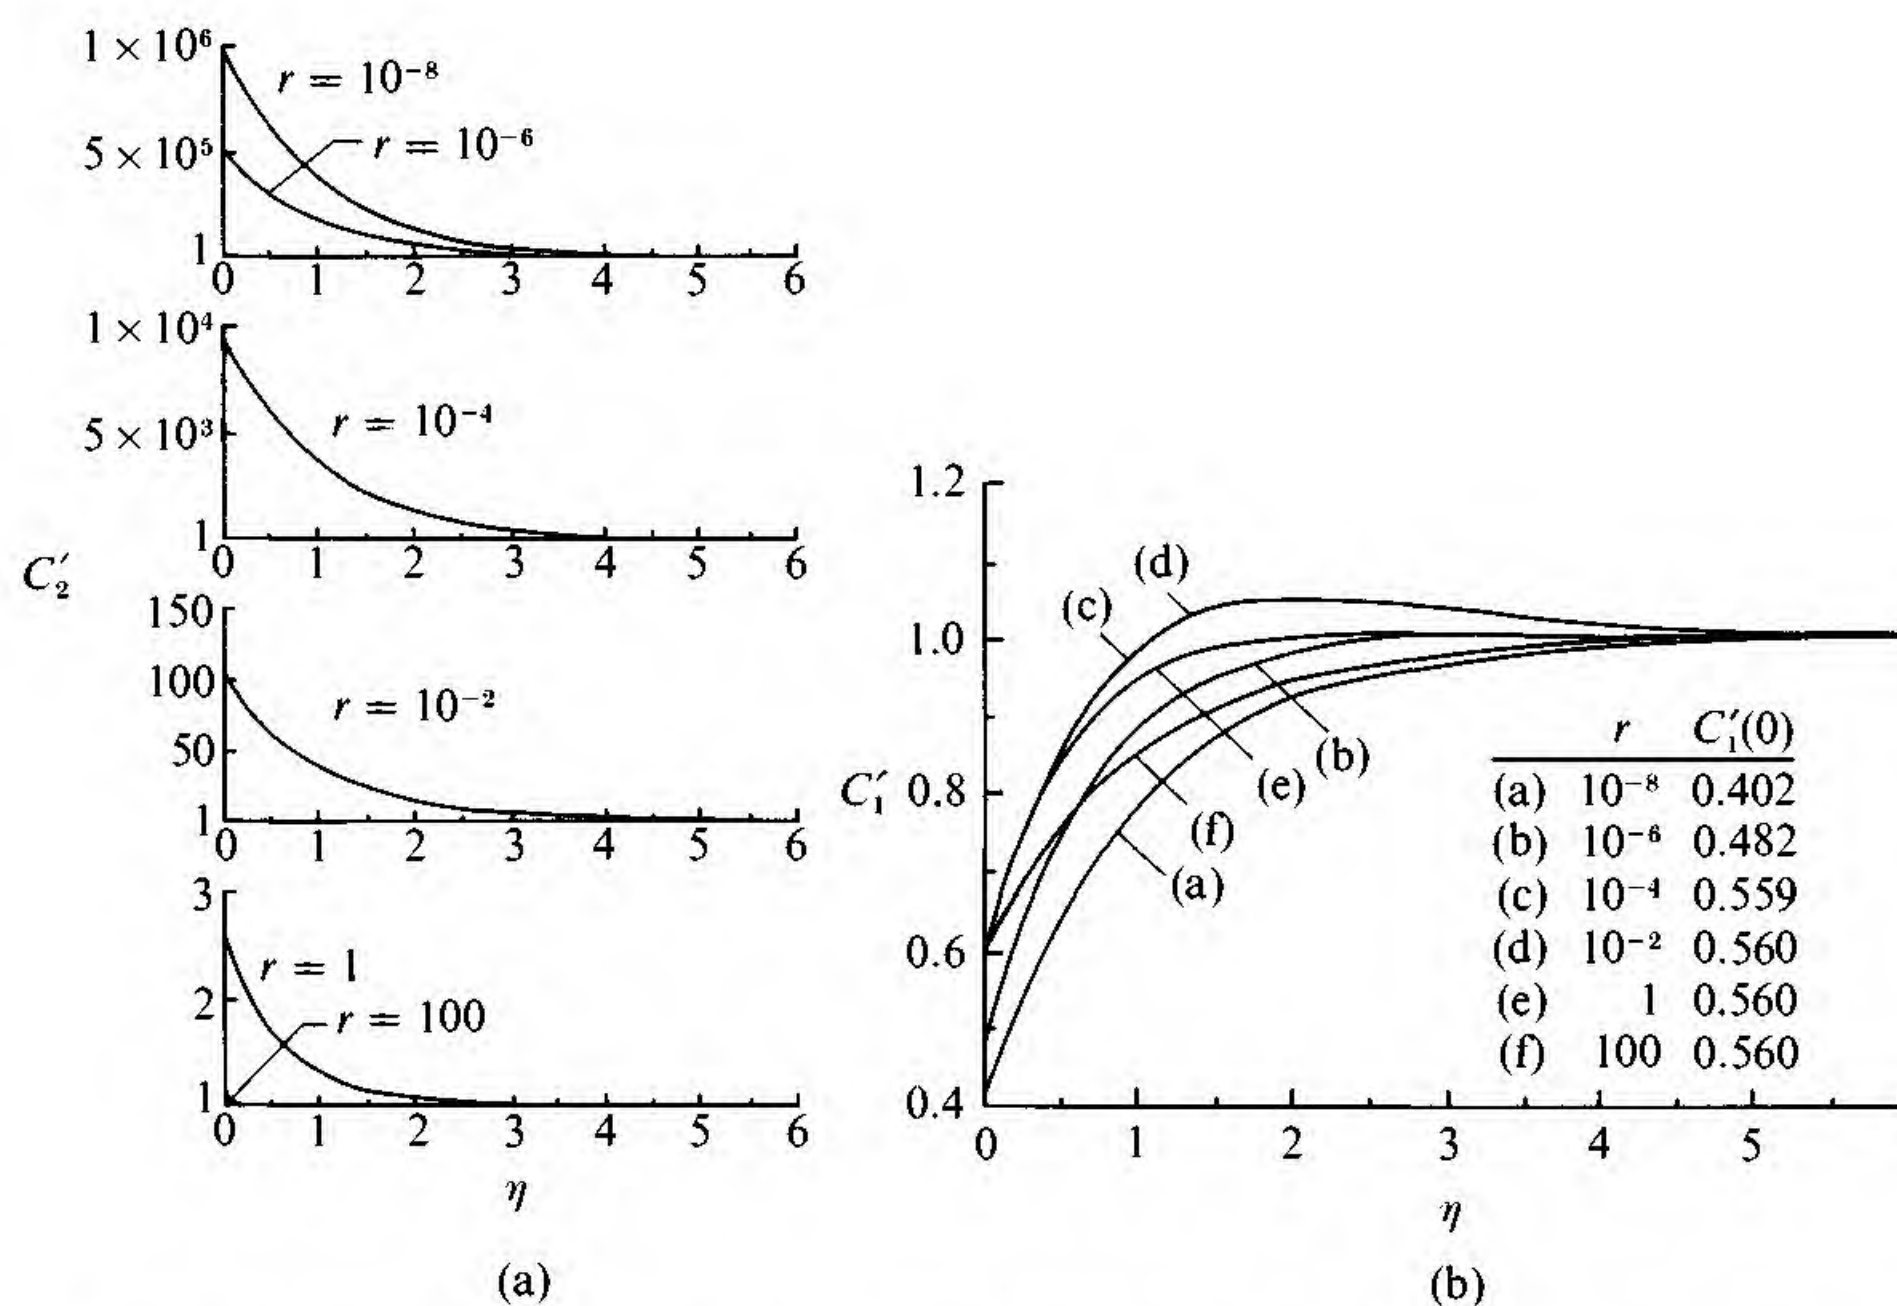 1 × 10⁶
r = 10⁻⁸
5 × 10⁵
r = 10⁻⁶
1
0 1 2 3 4 5 6
1 × 10⁴
r = 10⁻⁴
5 × 10³
1
0 1 2 3 4 5 6
C₂′
150
100
r = 10⁻²
50
1
0 1 2 3 4 5 6
3
r = 1
2
r = 100
1
0 1 2 3 4 5 6
η
(a)
1.2
(d)
(c)
1.0
(b)
(e)
C₁′ 0.8
(f)
(a)
0.6
0.4
0 1 2 3 4 5
η
r C₁′(0)
(a) 10⁻⁸ 0.402
(b) 10⁻⁶ 0.482
(c) 10⁻⁴ 0.559
(d) 10⁻² 0.560
(e) 1 0.560
(f) 100 0.560
(b)